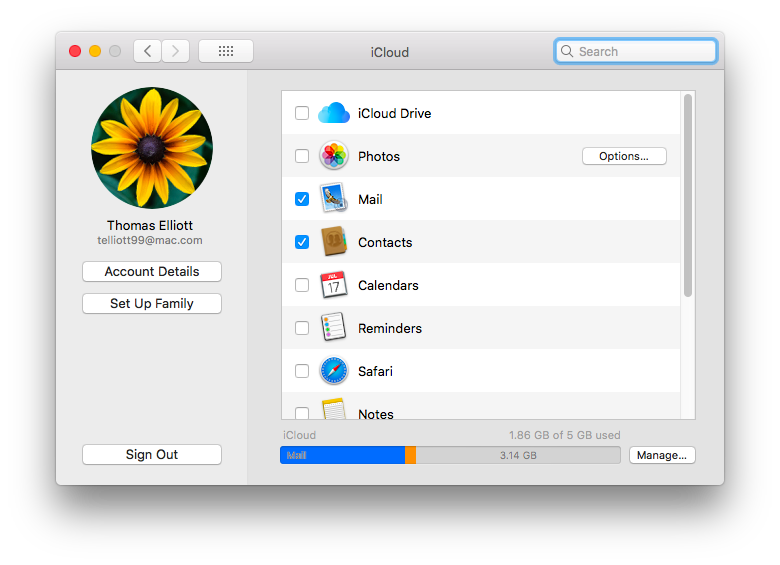 iCloud
Search
Thomas Elliott
telliott99@mac.com
Account Details
Set Up Family
Sign Out
iCloud Drive
Photos
Options...
Mail
Contacts
JUL
17
Calendars
Reminders
Safari
Notes
iCloud
1.86 GB of 5 GB used
Mail
3.14 GB
Manage...